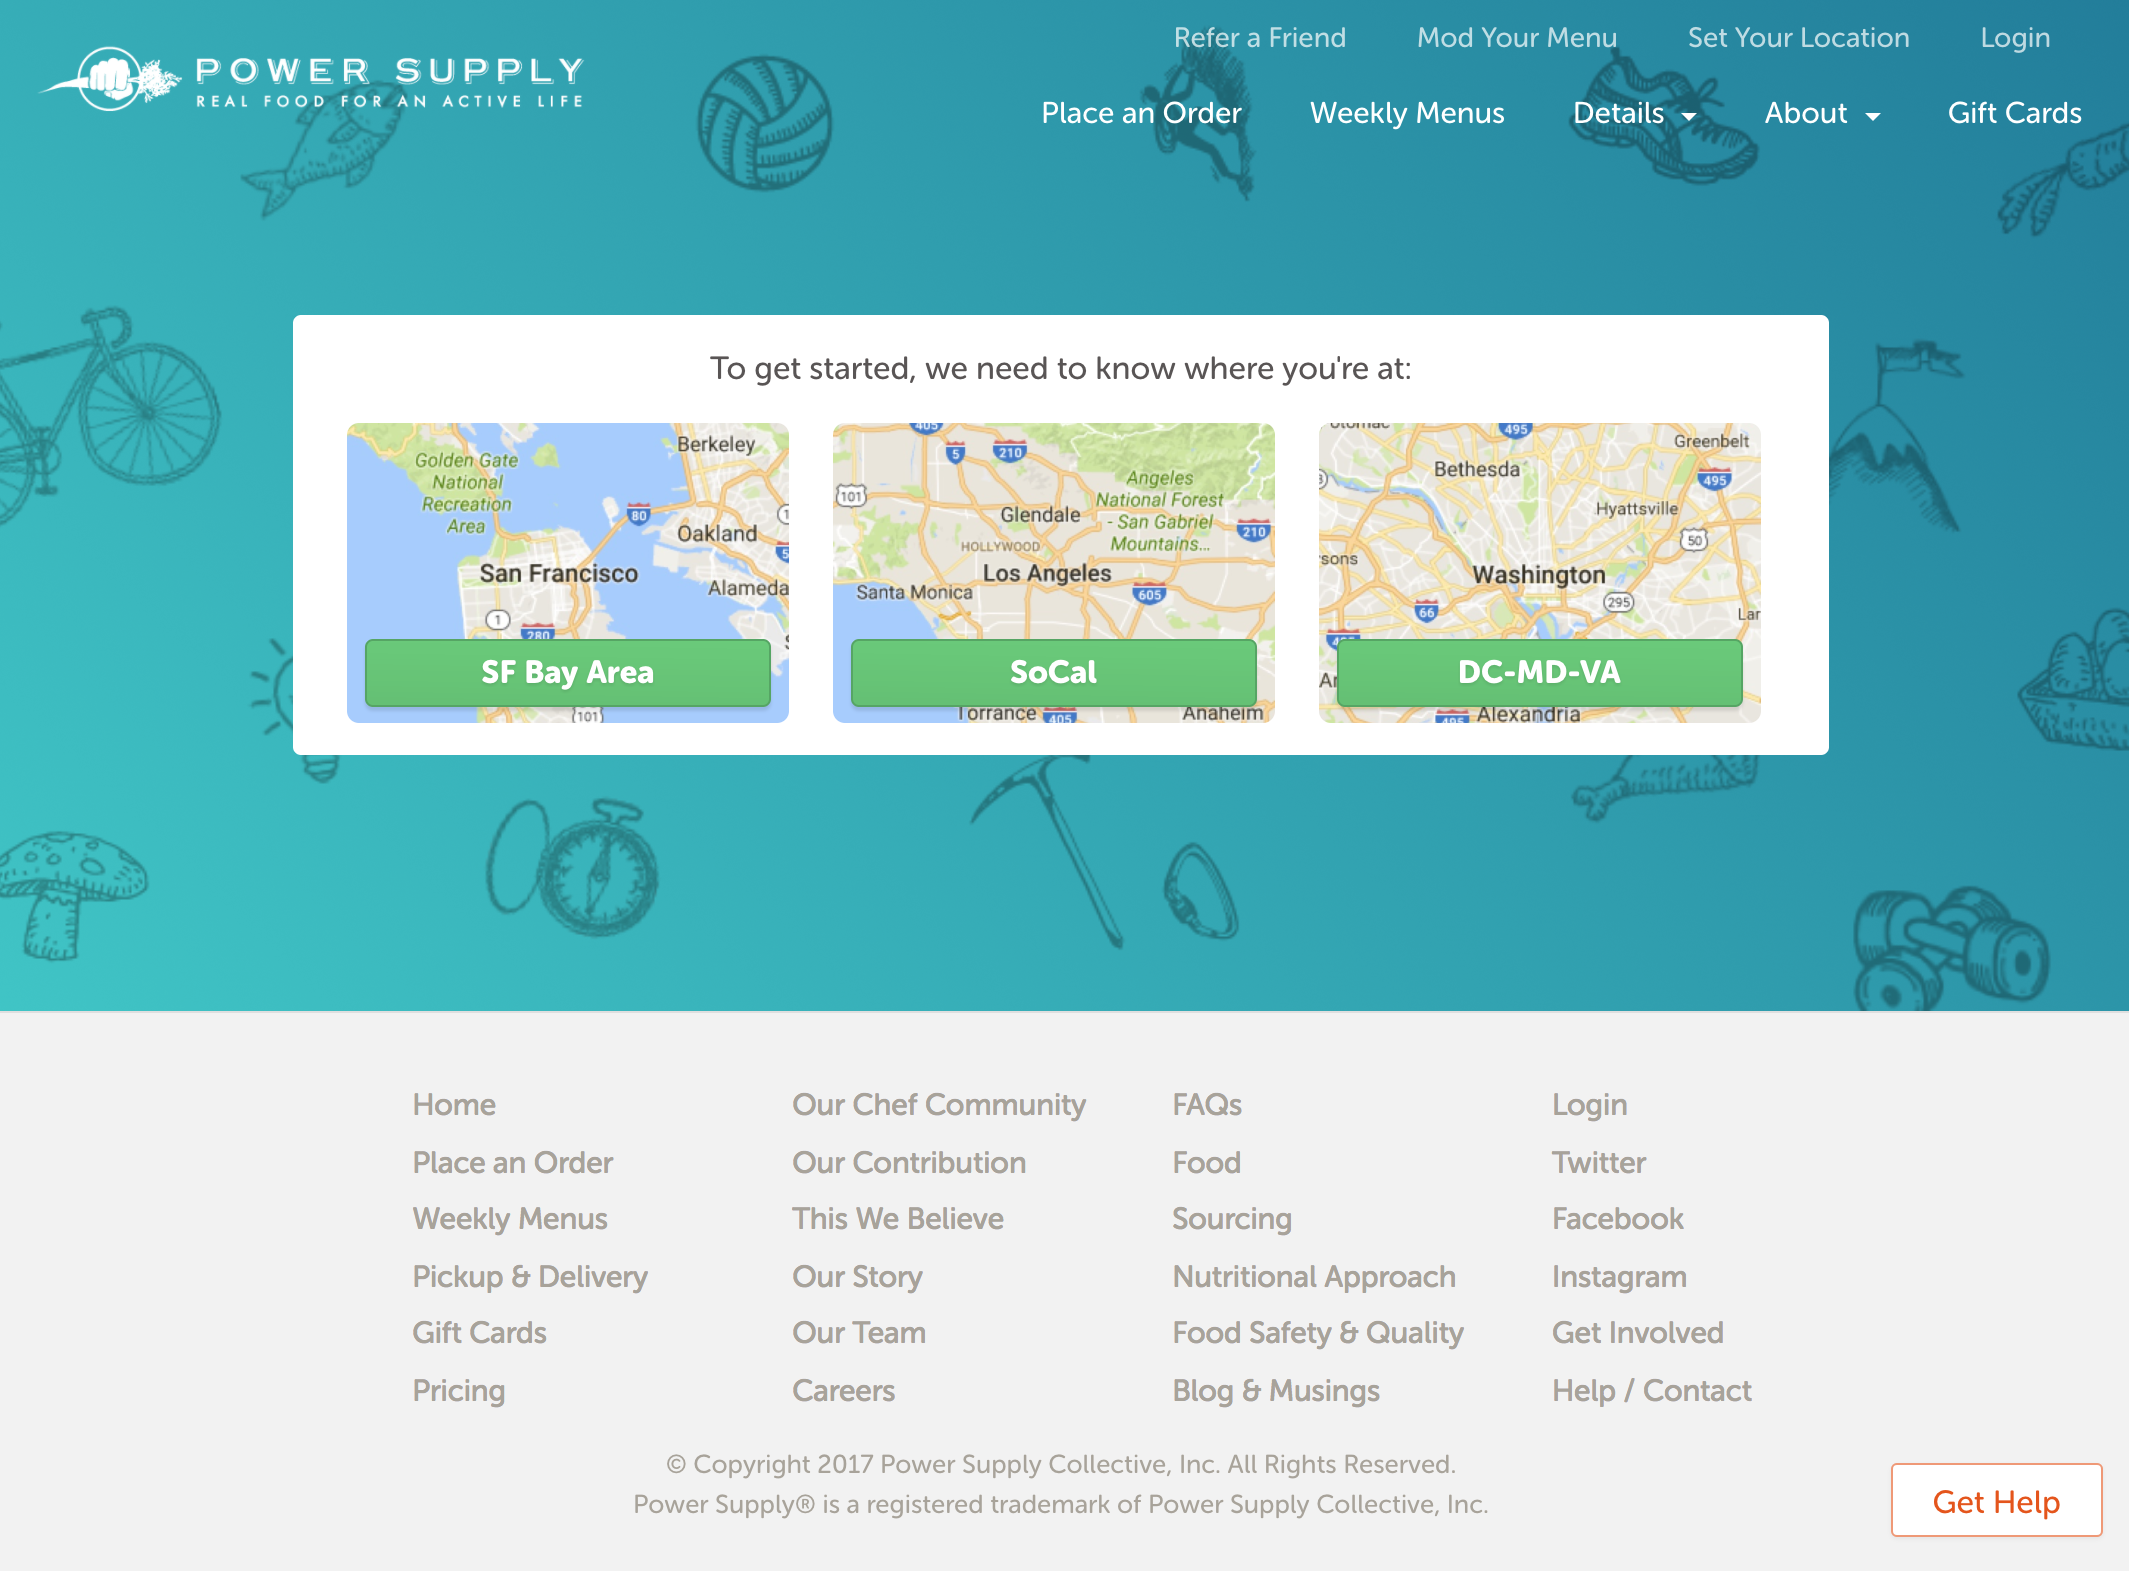 POWER SUPPLY
REAL FOOD FOR AN ACTIVE LIFE
Refer a Friend
Mod Your Menu
Set Your Location
Login
Place an Order
Weekly Menus
Details
About
Gift Cards
To get started, we need to know where you're at:
Golden Gate
National
Recreation
Area
Berkeley
80
Oakland
San Francisco
Alameda
1
280
SF Bay Area
101
405
5
210
101
Angeles
National Forest
- San Gabriel
Mountains...
Glendale
210
HOLLYWOOD
Los Angeles
Santa Monica
605
SoCal
Torrance
405
Anaheim
495
Greenbelt
Bethesda
495
Hyattsville
50
Washington
295
66
DC-MD-VA
495
Alexandria
Home
Place an Order
Weekly Menus
Pickup & Delivery
Gift Cards
Pricing
Our Chef Community
Our Contribution
This We Believe
Our Story
Our Team
Careers
FAQs
Food
Sourcing
Nutritional Approach
Food Safety & Quality
Blog & Musings
Login
Twitter
Facebook
Instagram
Get Involved
Help / Contact
© Copyright 2017 Power Supply Collective, Inc. All Rights Reserved.
Power Supply® is a registered trademark of Power Supply Collective, Inc.
Get Help